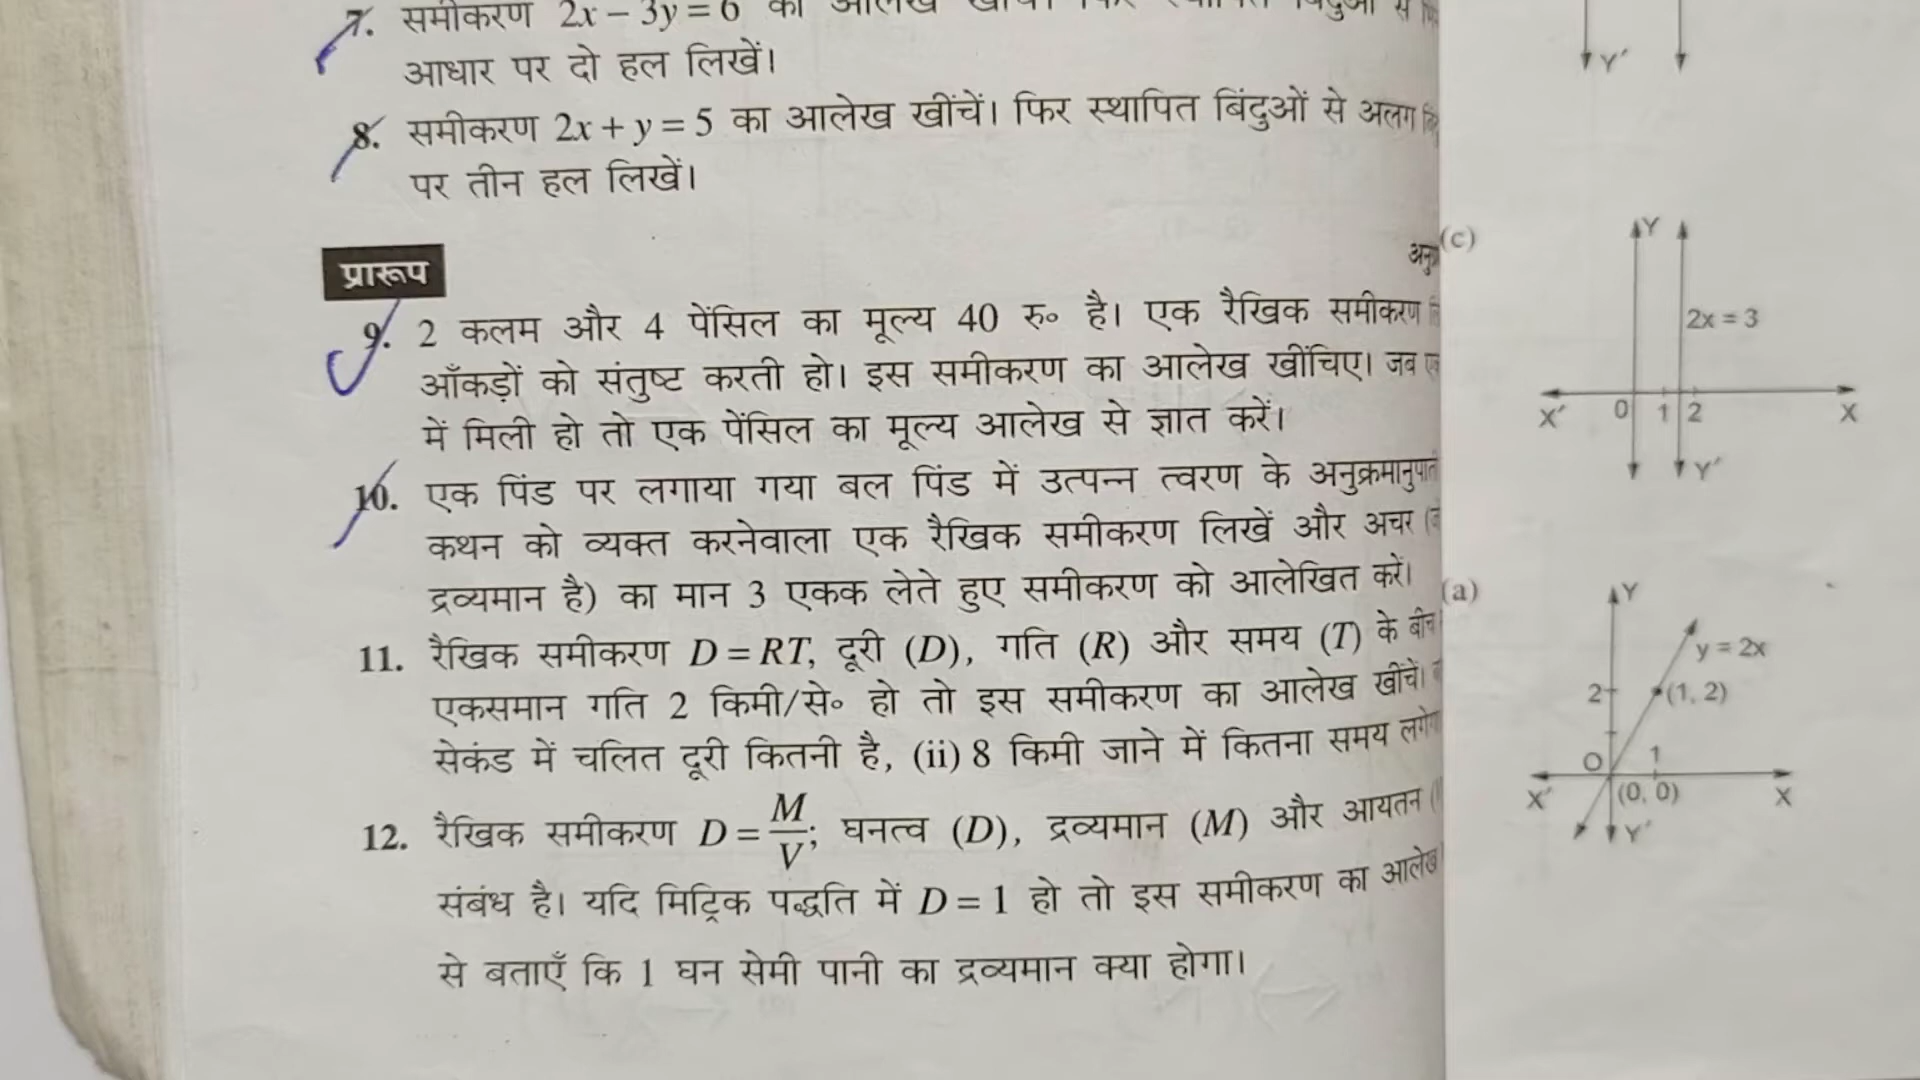 7. समीकरण 2x – 3y = 6 का आलेख
आधार पर दो हल लिखें।
8. समीकरण 2x + y = 5 का आलेख खींचें। फिर स्थापित बिंदुओं से अलग
पर तीन हल लिखें।
प्रारूप
9. 2 कलम और 4 पेंसिल का मूल्य 40 रु० है। एक रैखिक समीकरण
आँकड़ों को संतुष्ट करती हो। इस समीकरण का आलेख खींचिए। जब
में मिली हो तो एक पेंसिल का मूल्य आलेख से ज्ञात करें।
10. एक पिंड पर लगाया गया बल पिंड में उत्पन्न त्वरण के
कथन को व्यक्त करनेवाला एक रैखिक समीकरण लिखें और अचर
द्रव्यमान है) का मान 3 एकक लेते हुए समीकरण को आलेखित करें।
11. रैखिक समीकरण D = RT, दूरी (D), गति (R) और समय (T) के बीच
एकसमान गति 2 किमी/से० हो तो इस समीकरण का आलेख खींचें।
सेकंड में चलित दूरी कितनी है, (ii) 8 किमी जाने में कितना समय
12. रैखिक समीकरण D = M/V; घनत्व (D), द्रव्यमान (M) और आयतन
संबंध है। यदि मिट्रिक पद्धति में D = 1 हो तो इस समीकरण का आलेख
से बताएँ कि 1 घन सेमी पानी का द्रव्यमान क्या होगा।
Y′
(c)
Y
2x = 3
X′ 0 1 2 X
Y′
(a)
Y
y = 2x
2 (1, 2)
O 1
X′ (0, 0) X
Y′